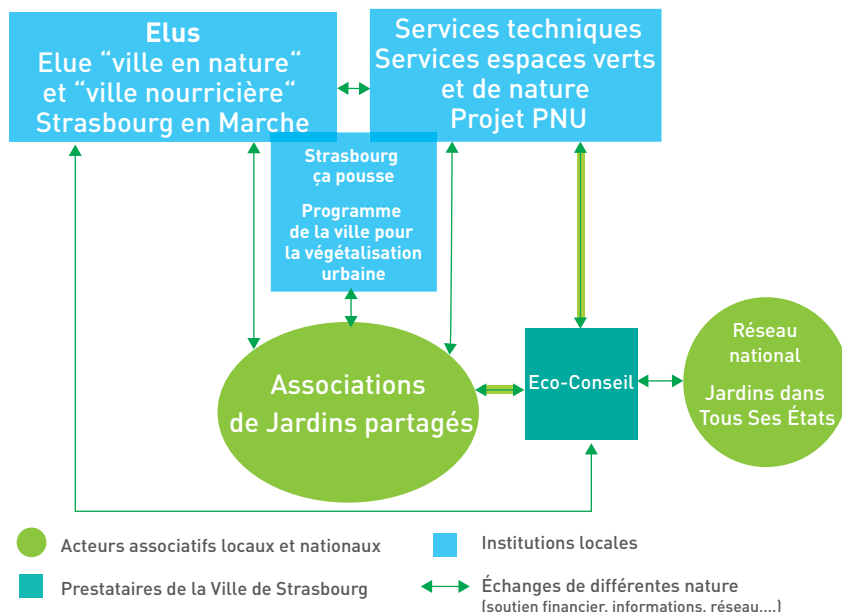 Elus
Elue “ville en nature“
et “ville nourricière“
Strasbourg en Marche
Services techniques
Services espaces verts
et de nature
Projet PNU
Strasbourg
ça pousse
Programme
de la ville pour
la végétalisation
urbaine
Associations
de Jardins partagés
Eco-Conseil
Réseau
national
Jardins dans
Tous Ses États
Acteurs associatifs locaux et nationaux
Institutions locales
Prestataires de la Ville de Strasbourg
Échanges de différentes nature
(soutien financier, informations, réseau....)